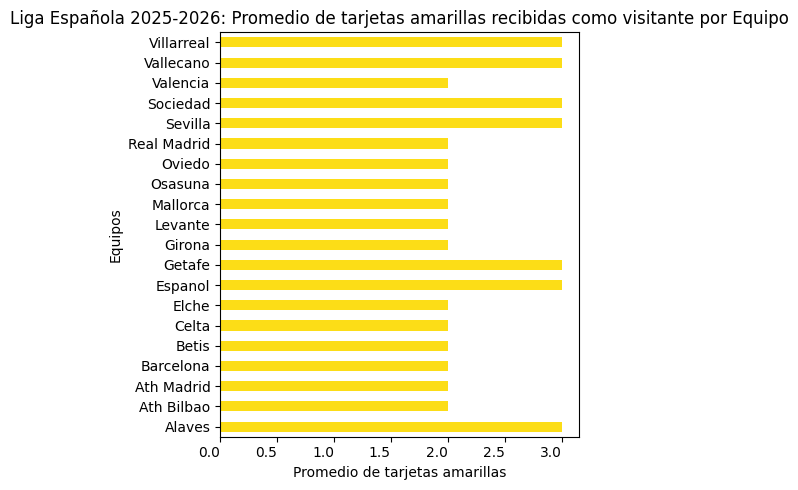 Liga Española 2025-2026: Promedio de tarjetas amarillas recibidas como visitante por Equipo
Villarreal
Vallecano
Valencia
Sociedad
Sevilla
Real Madrid
Oviedo
Osasuna
Mallorca
Levante
Girona
Getafe
Espanol
Elche
Celta
Betis
Barcelona
Ath Madrid
Ath Bilbao
Alaves
Equipos
0.0 0.5 1.0 1.5 2.0 2.5 3.0
Promedio de tarjetas amarillas